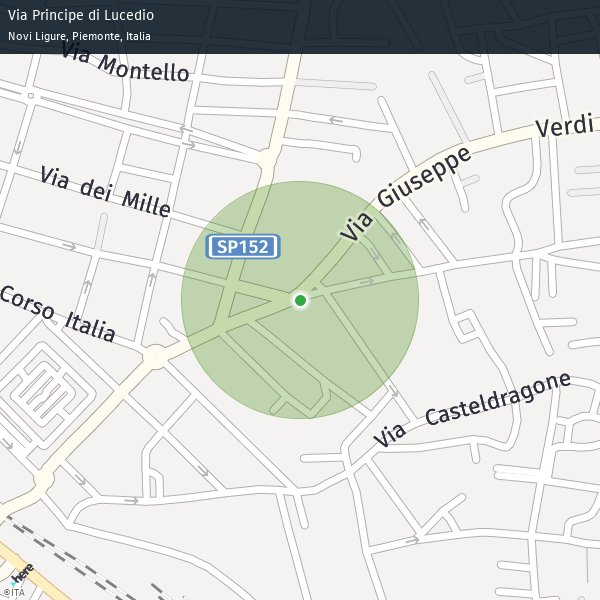 Via Principe di Lucedio
Novi Ligure, Piemonte, Italia
Via Montello
Verdi
Via Giuseppe
Via dei Mille
SP152
Corso Italia
Via Casteldragone
here
©ITA